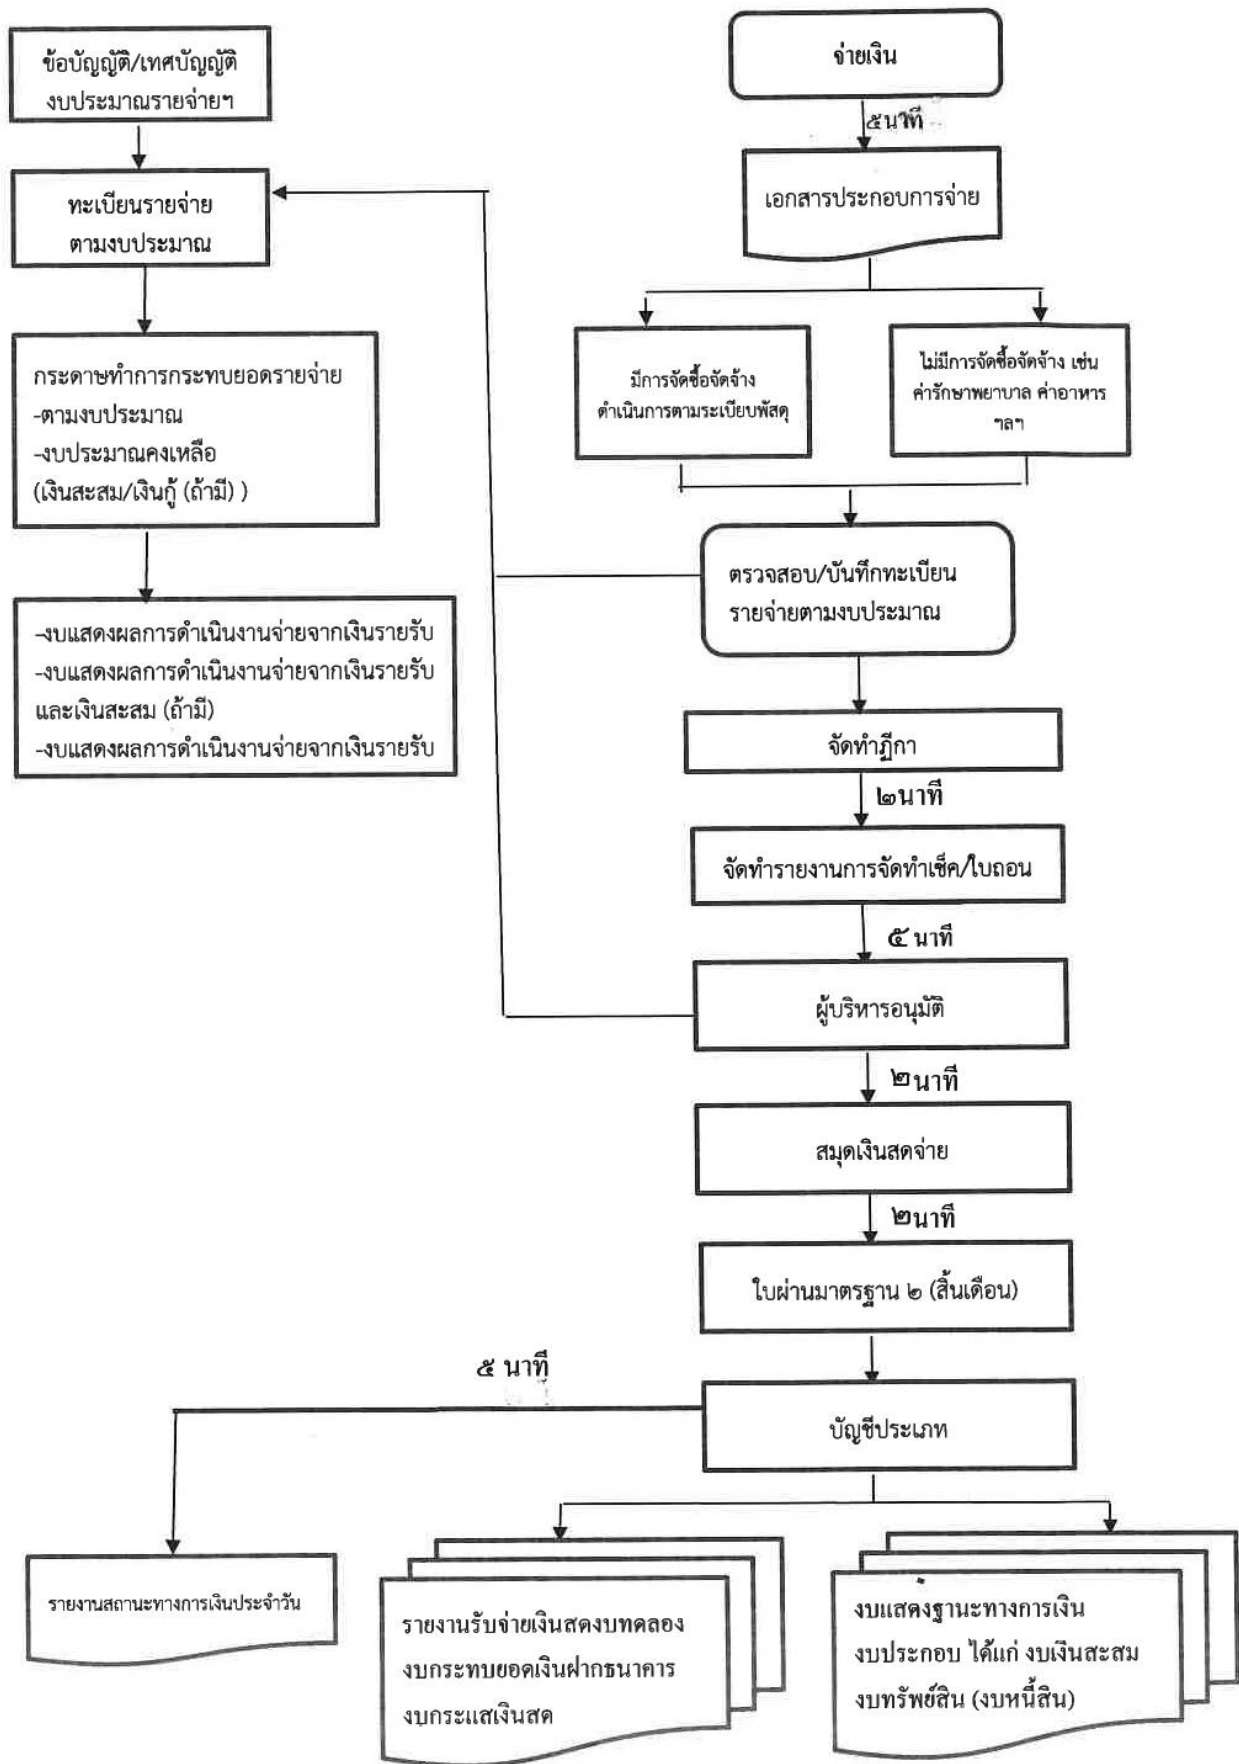 ข้อบัญญัติ/เทศบัญญัติ
งบประมาณรายจ่ายฯ
ทะเบียนรายจ่าย
ตามงบประมาณ
กระดาษทำการกระทบยอดรายจ่าย
-ตามงบประมาณ
-งบประมาณคงเหลือ
(เงินสะสม/เงินกู้ (ถ้ามี) )
-งบแสดงผลการดำเนินงานจ่ายจากเงินรายรับ
-งบแสดงผลการดำเนินงานจ่ายจากเงินรายรับ
และเงินสะสม (ถ้ามี)
-งบแสดงผลการดำเนินงานจ่ายจากเงินรายรับ
จ่ายเงิน
๕นาที
เอกสารประกอบการจ่าย
มีการจัดซื้อจัดจ้าง
ดำเนินการตามระเบียบพัสดุ
ไม่มีการจัดซื้อจัดจ้าง เช่น
ค่ารักษาพยาบาล ค่าอาหาร
ฯลฯ
ตรวจสอบ/บันทึกทะเบียน
รายจ่ายตามงบประมาณ
จัดทำฎีกา
๒นาที
จัดทำรายงานการจัดทำเช็ค/ใบถอน
๕ นาที
ผู้บริหารอนุมัติ
๒นาที
สมุดเงินสดจ่าย
๒นาที
ใบผ่านมาตรฐาน ๒ (สิ้นเดือน)
๕ นาที
บัญชีประเภท
รายงานสถานะทางการเงินประจำวัน
รายงานรับจ่ายเงินสดงบทดลอง
งบกระทบยอดเงินฝากธนาคาร
งบกระแสเงินสด
งบแสดงฐานะทางการเงิน
งบประกอบ ได้แก่ งบเงินสะสม
งบทรัพย์สิน (งบหนี้สิน)